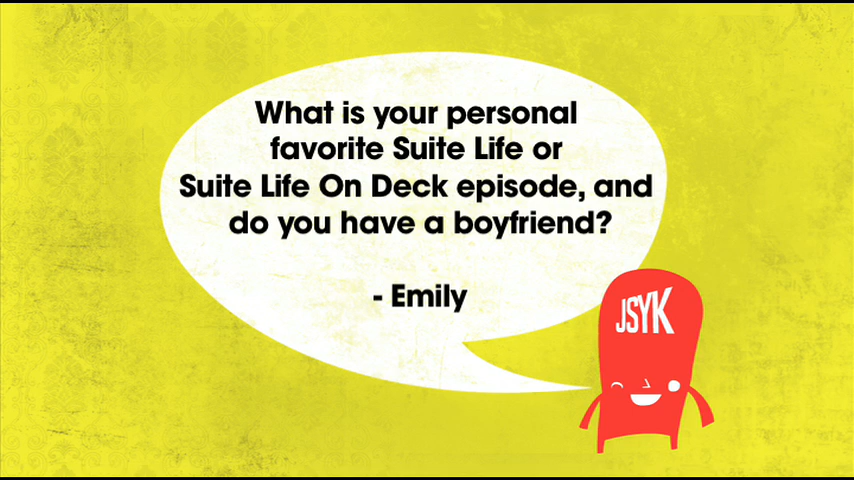 What is your personal
favorite Suite Life or
Suite Life On Deck episode, and
do you have a boyfriend?
- Emily
JSYK